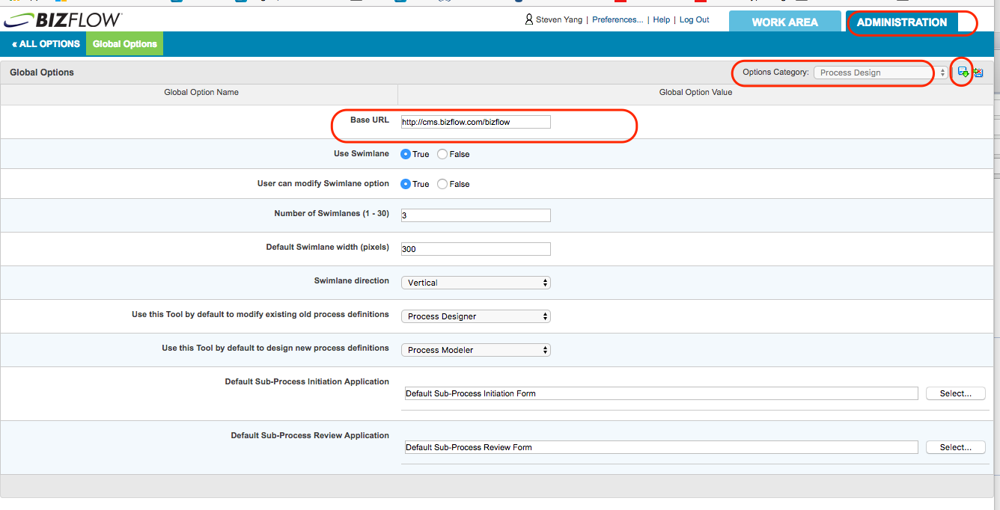 BIZFLOW
Steven Yang | Preferences... | Help | Log Out
WORK AREA
ADMINISTRATION
« ALL OPTIONS
Global Options
Global Options
Options Category: Process Design
Global Option Name
Global Option Value
Base URL
http://cms.bizflow.com/bizflow
Use Swimlane
True
False
User can modify Swimlane option
True
False
Number of Swimlanes (1 - 30)
3
Default Swimlane width (pixels)
300
Swimlane direction
Vertical
Use this Tool by default to modify existing old process definitions
Process Designer
Use this Tool by default to design new process definitions
Process Modeler
Default Sub-Process Initiation Application
Default Sub-Process Initiation Form
Select...
Default Sub-Process Review Application
Default Sub-Process Review Form
Select...